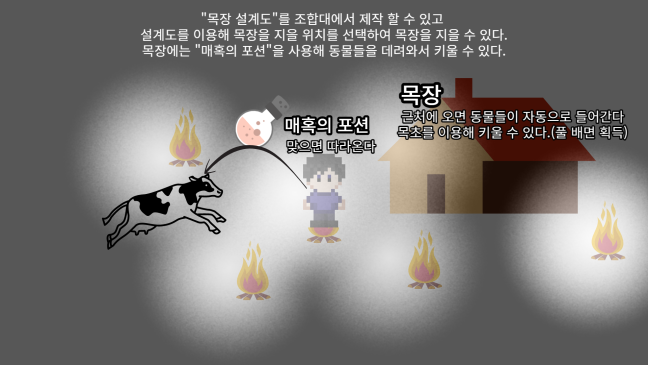 "목장 설계도"를 조합대에서 제작 할 수 있고
설계도를 이용해 목장을 지을 위치를 선택하여 목장을 지을 수 있다.
목장에는 "매혹의 포션"을 사용해 동물들을 데려와서 키울 수 있다.
목장
근처에 오면 동물들이 자동으로 들어간다
목초를 이용해 키울 수 있다.(풀 배면 획득)
매혹의 포션
맞으면 따라온다